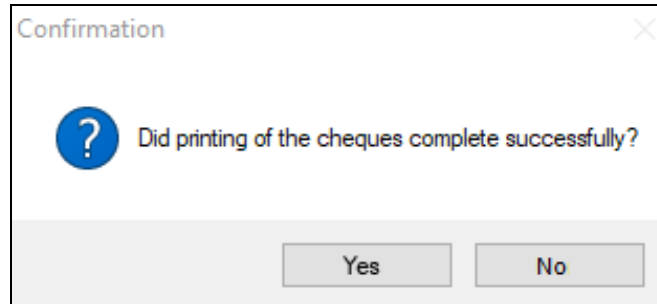 Confirmation
?
Did printing of the cheques complete successfully?
Yes No